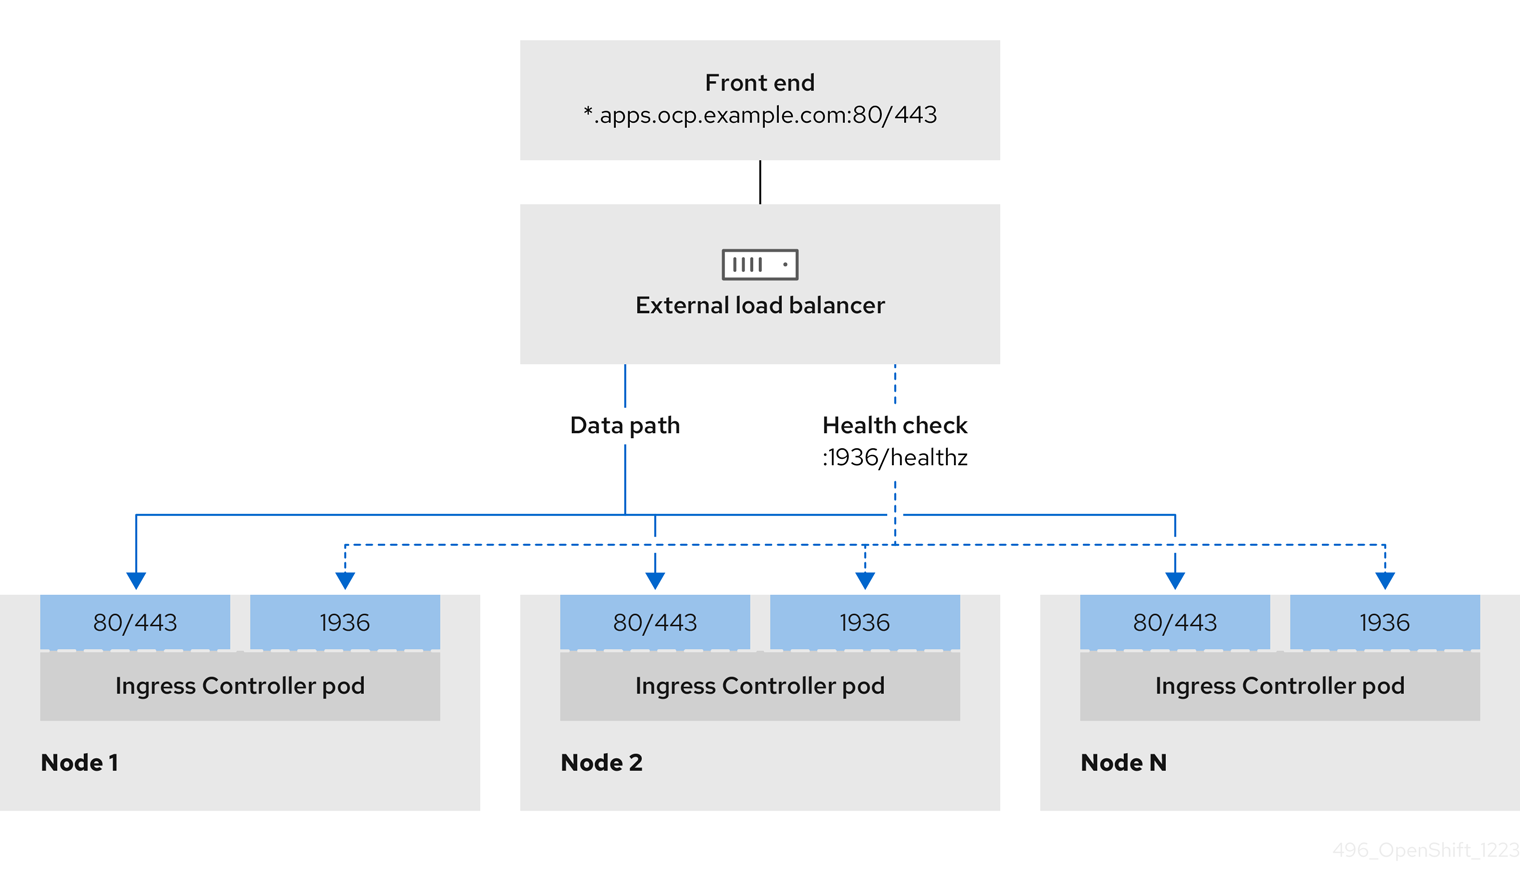 Front end
*.apps.ocp.example.com:80/443
External load balancer
Data path
Health check
:1936/healthz
80/443
1936
Ingress Controller pod
Node 1
80/443
1936
Ingress Controller pod
Node 2
80/443
1936
Ingress Controller pod
Node N
496_OpenShift_1223